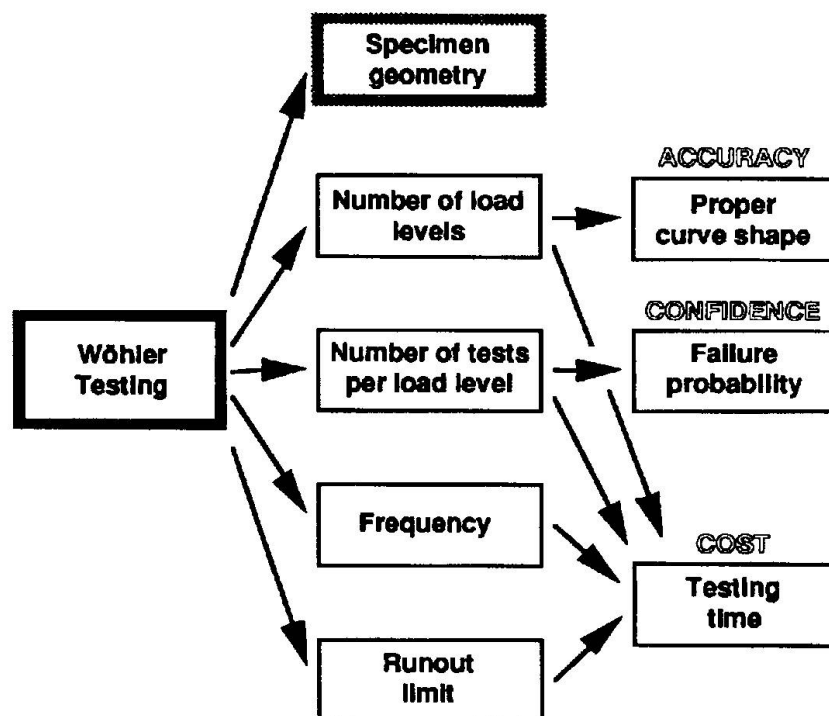 Specimen
geometry
Number of load
levels
ACCURACY
Proper
curve shape
Wöhler
Testing
Number of tests
per load level
CONFIDENCE
Failure
probability
Frequency
COST
Testing
time
Runout
limit